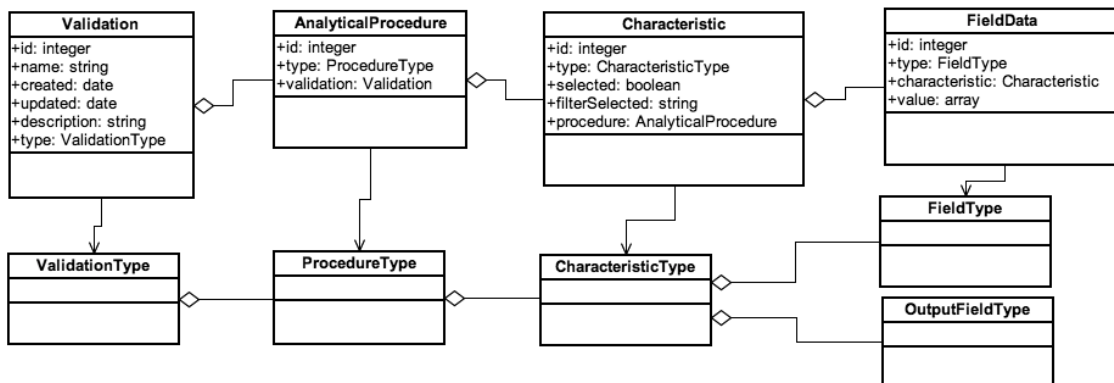 Validation
+id: integer
+name: string
+created: date
+updated: date
+description: string
+type: ValidationType
AnalyticalProcedure
+id: integer
+type: ProcedureType
+validation: Validation
Characteristic
+id: integer
+type: CharacteristicType
+selected: boolean
+filterSelected: string
+procedure: AnalyticalProcedure
FieldData
+id: integer
+type: FieldType
+characteristic: Characteristic
+value: array
ValidationType
ProcedureType
CharacteristicType
FieldType
OutputFieldType